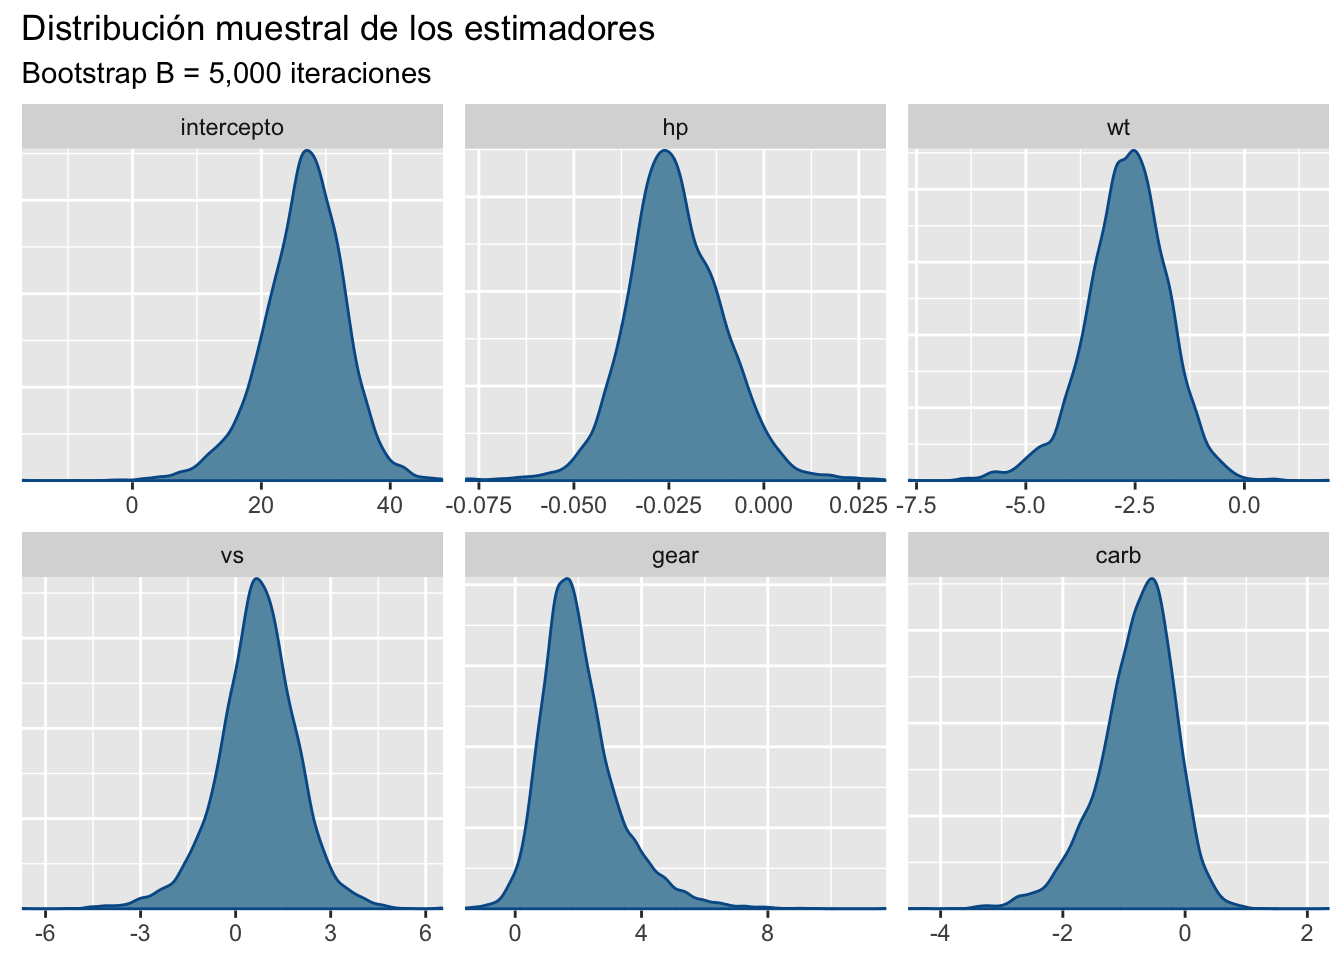 Distribución muestral de los estimadores
Bootstrap B = 5,000 iteraciones
intercepto hp wt
0 20 40 -0.075 -0.050 -0.025 0.000 0.025 -7.5 -5.0 -2.5 0.0
vs gear carb
-6 -3 0 3 6 0 4 8 -4 -2 0 2